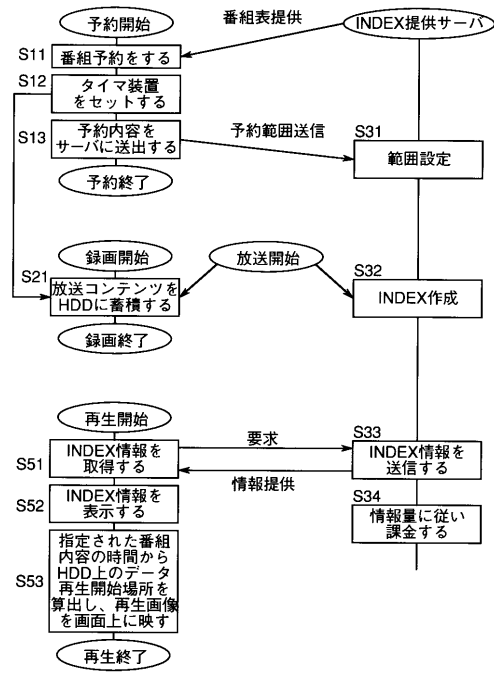 予約開始
番組表提供
INDEX提供サーバ
S11
番組予約をする
S12
タイマ装置
をセットする
S13
予約内容を
サーバに送出する
予約範囲送信
S31
範囲設定
予約終了
録画開始
放送開始
S21
放送コンテンツを
HDDに蓄積する
S32
INDEX作成
録画終了
再生開始
要求
S33
S51
INDEX情報を
取得する
INDEX情報を
送信する
情報提供
S52
INDEX情報を
表示する
S34
情報量に従い
課金する
S53
指定された番組
内容の時間から
HDD上のデータ
再生開始場所を
算出し、再生画像
を画面上に映す
再生終了